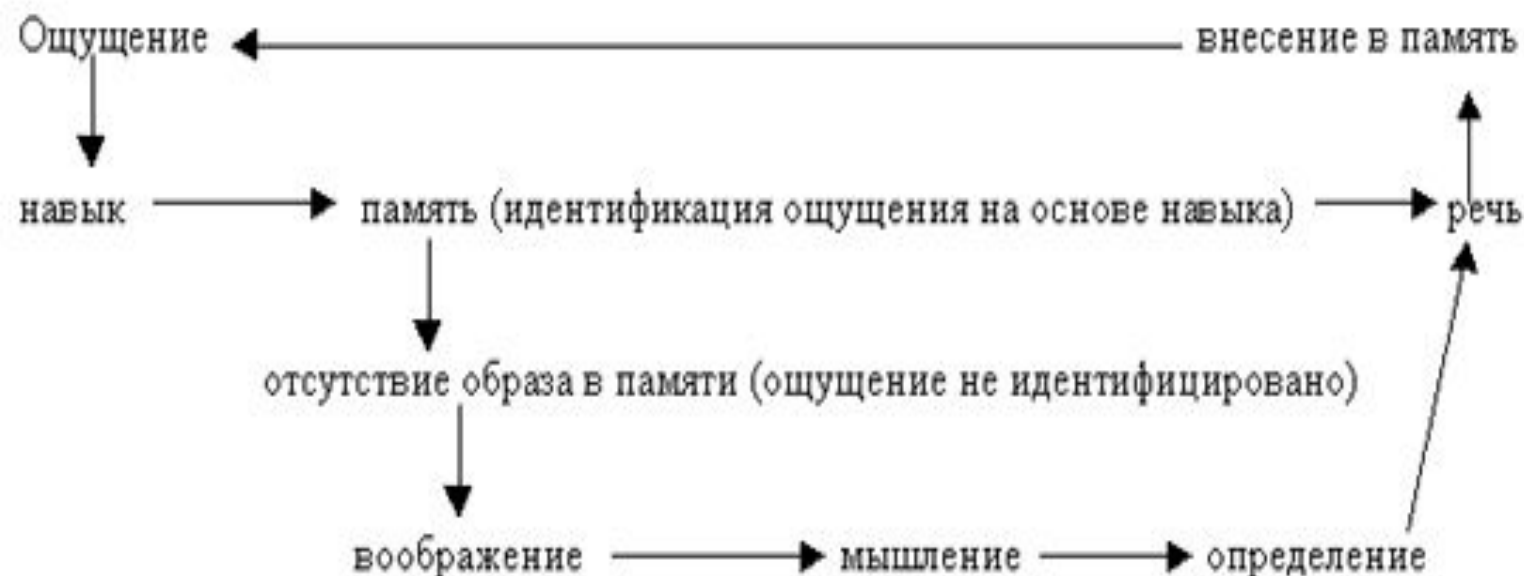 Ощущение внесение в память
навык память (идентификация ощущения на основе навыка) речь
отсутствие образа в памяти (ощущение не идентифицировано)
воображение мышление определение